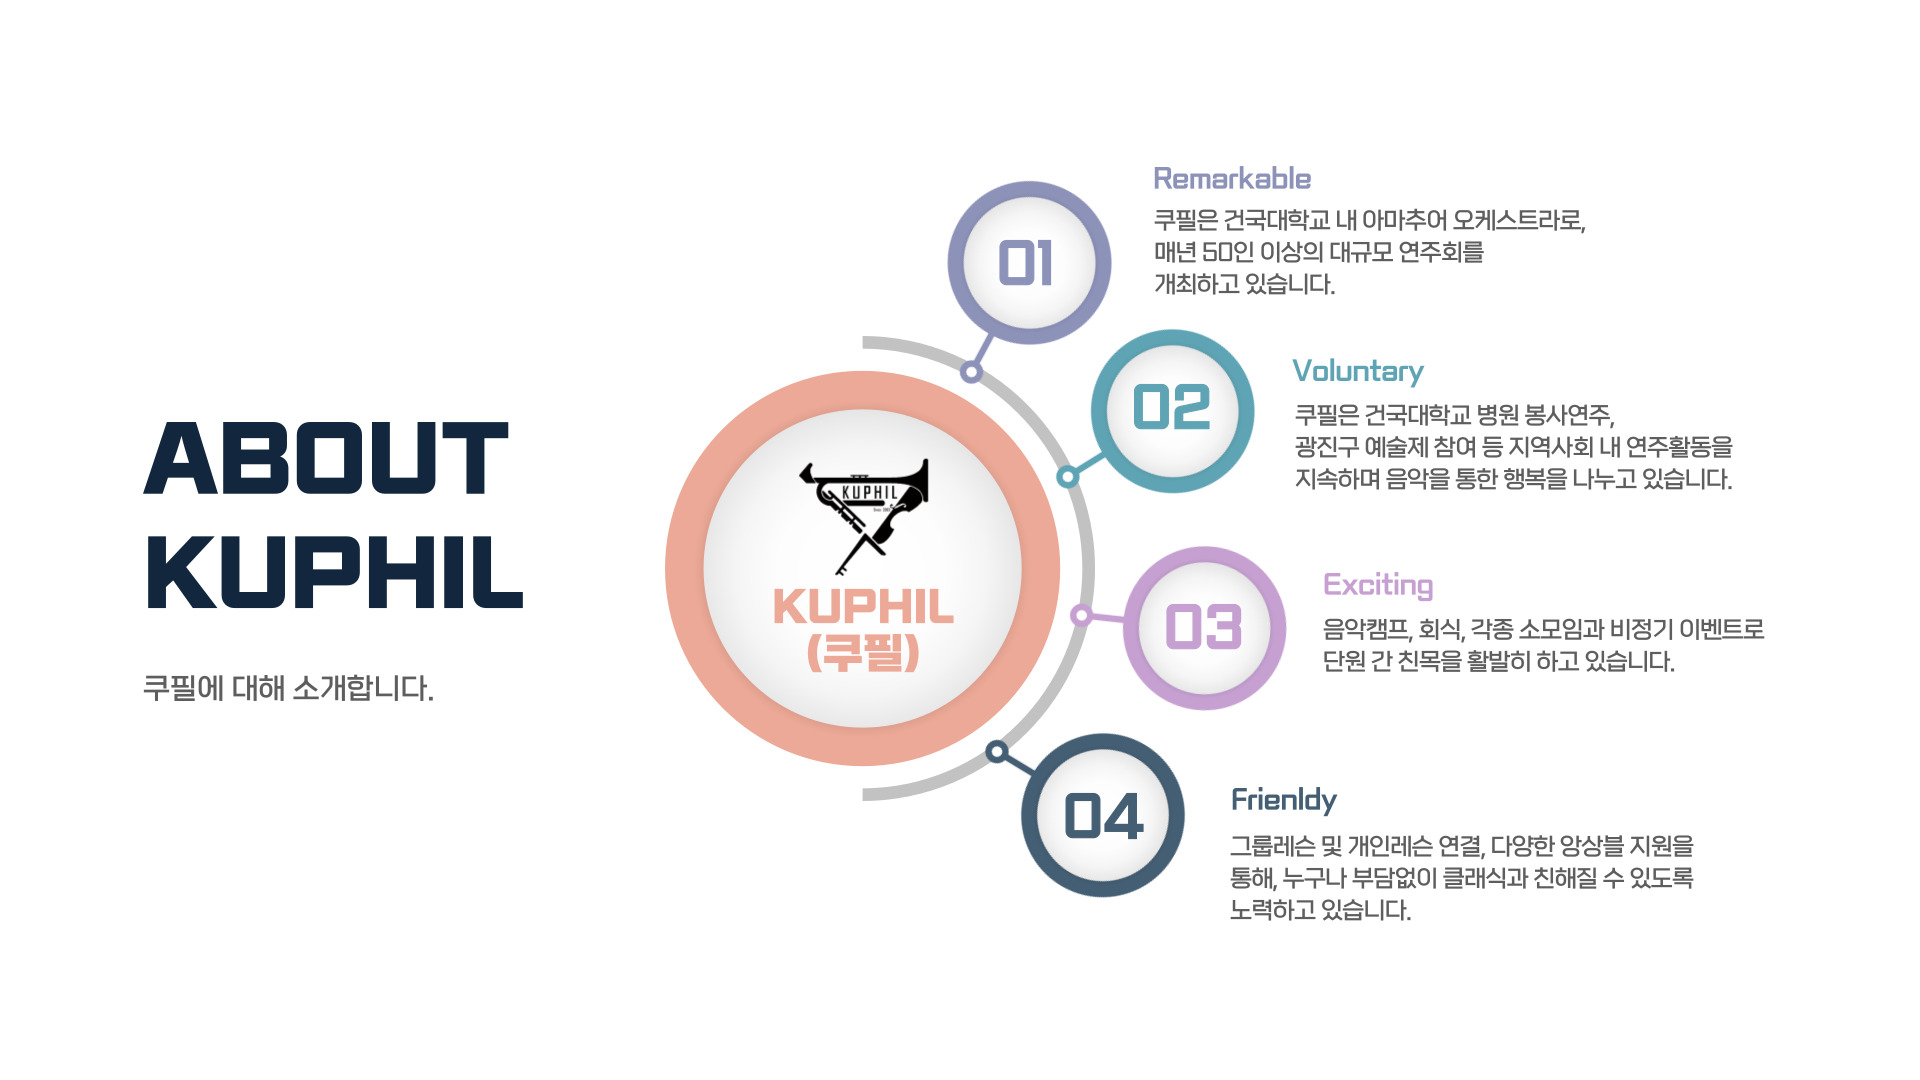 ABOUT
KUPHIL
쿠필에 대해 소개합니다.
KUPHIL
KUPHIL
(쿠필)
01
Remarkable
쿠필은 건국대학교 내 아마추어 오케스트라로,
매년 50인 이상의 대규모 연주회를
개최하고 있습니다.
02
Voluntary
쿠필은 건국대학교 병원 봉사연주,
광진구 예술제 참여 등 지역사회 내 연주활동을
지속하며 음악을 통한 행복을 나누고 있습니다.
03
Exciting
음악캠프, 회식, 각종 소모임과 비정기 이벤트로
단원 간 친목을 활발히 하고 있습니다.
04
Frienldy
그룹레슨 및 개인레슨 연결, 다양한 앙상블 지원을
통해, 누구나 부담없이 클래식과 친해질 수 있도록
노력하고 있습니다.